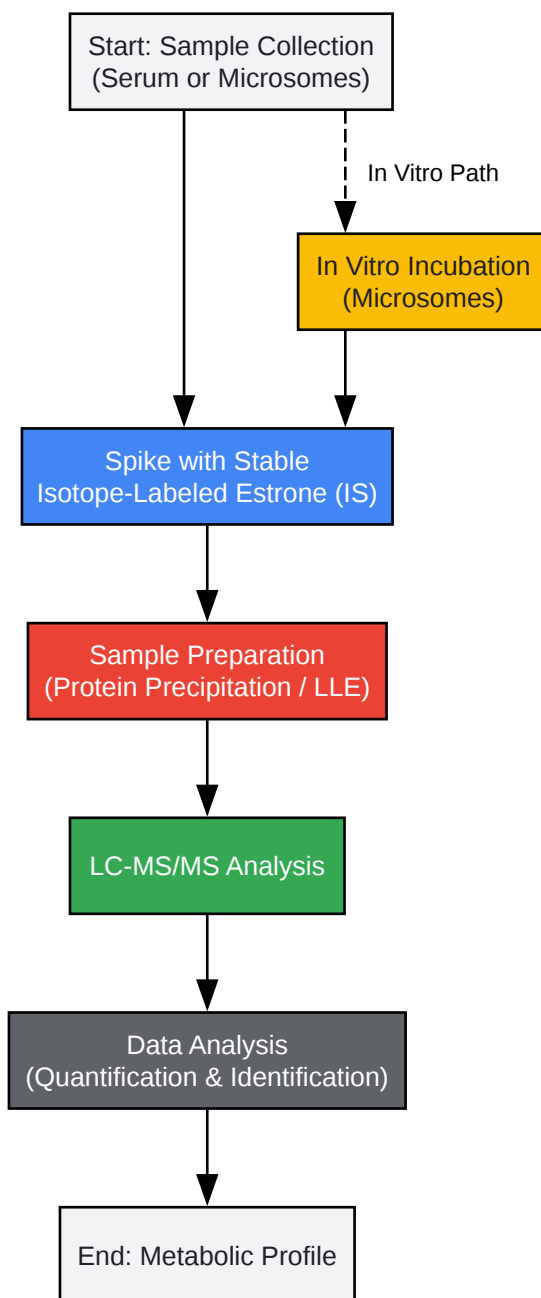 Start: Sample Collection
(Serum or Microsomes)
In Vitro Path
In Vitro Incubation
(Microsomes)
Spike with Stable
Isotope-Labeled Estrone (IS)
Sample Preparation
(Protein Precipitation / LLE)
LC-MS/MS Analysis
Data Analysis
(Quantification & Identification)
End: Metabolic Profile